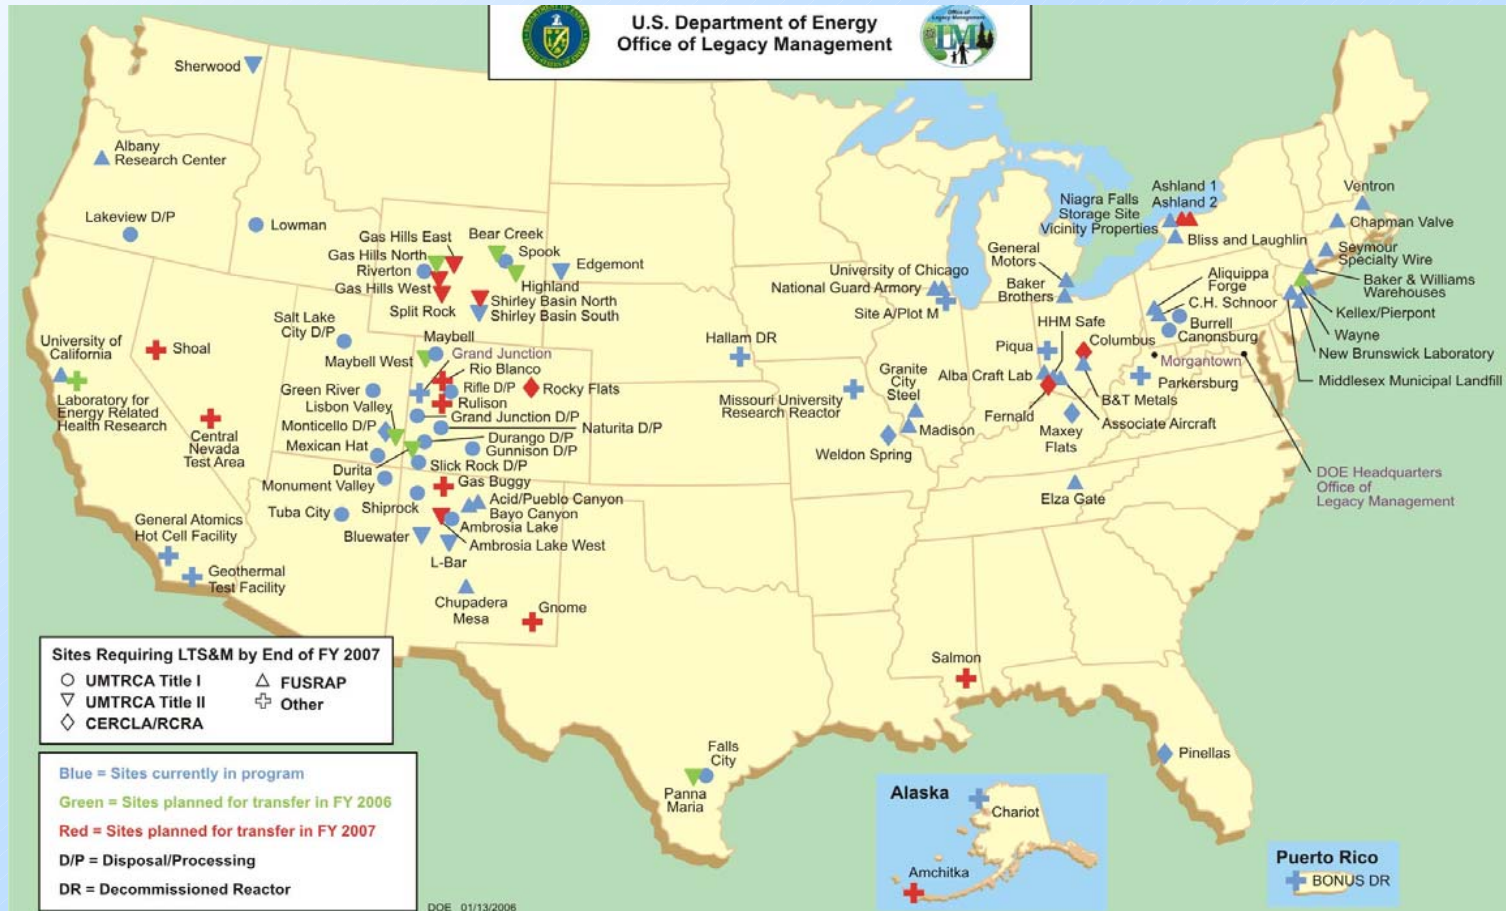 U.S. Department of Energy
Office of Legacy Management
Office of
Legacy Management
LM
Sherwood
Albany
Research Center
Lakeview D/P
Lowman
Gas Hills East
Gas Hills North
Riverton
Gas Hills West
Split Rock
Bear Creek
Spook
Highland
Edgemont
Shirley Basin North
Shirley Basin South
Salt Lake
City D/P
Maybell
Maybell West
Grand Junction
Rio Blanco
Rifle D/P
Rulison
Rocky Flats
Green River
Lisbon Valley
Monticello D/P
Mexican Hat
Grand Junction D/P
Naturita D/P
Durango D/P
Gunnison D/P
Durita
Slick Rock D/P
Monument Valley
Gas Buggy
Tuba City
Shiprock
Acid/Pueblo Canyon
Bayo Canyon
Ambrosia Lake
Bluewater
Ambrosia Lake West
L-Bar
Chupadera
Mesa
Gnome
University of
California
Shoal
Laboratory for
Energy Related
Health Research
Central
Nevada
Test Area
General Atomics
Hot Cell Facility
Geothermal
Test Facility
Hallam DR
Missouri University
Research Reactor
University of Chicago
National Guard Armory
Site A/Plot M
Granite
City
Steel
Madison
Weldon Spring
General
Motors
Baker
Brothers
HHM Safe
Piqua
Columbus
Alba Craft Lab
Fernald
B&T Metals
Associate Aircraft
Maxey
Flats
Elza Gate
Niagra Falls
Storage Site
Vicinity Properties
Ashland 1
Ashland 2
Bliss and Laughlin
Ventron
Chapman Valve
Seymour
Specialty Wire
Baker & Williams
Warehouses
Kellex/Pierpont
Wayne
New Brunswick Laboratory
Middlesex Municipal Landfill
Aliquippa
Forge
C.H. Schnoor
Burrell
Canonsburg
Morgantown
Parkersburg
DOE Headquarters
Office of
Legacy Management
Salmon
Pinellas
Falls
City
Panna
Maria
Sites Requiring LTS&M by End of FY 2007
UMTRCA Title I
FUSRAP
UMTRCA Title II
Other
CERCLA/RCRA
Blue = Sites currently in program
Green = Sites planned for transfer in FY 2006
Red = Sites planned for transfer in FY 2007
D/P = Disposal/Processing
DR = Decommissioned Reactor
DOE 01/13/2006
Alaska
Chariot
Amchitka
Puerto Rico
BONUS DR